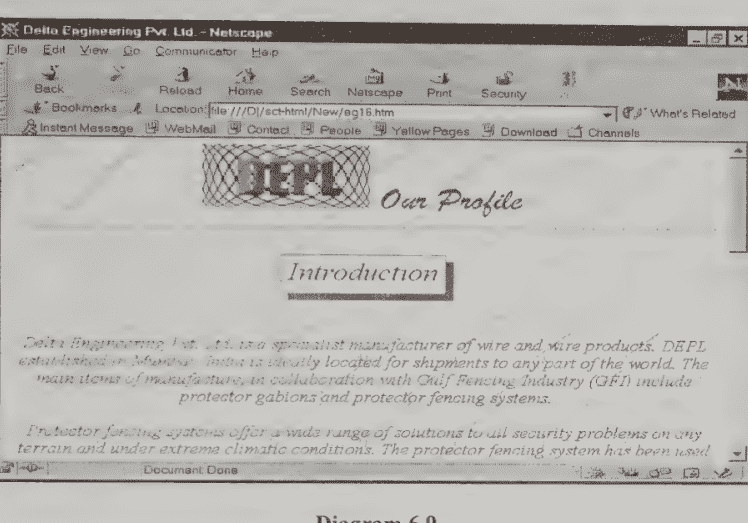 Delta Engineering Pvt. Ltd. - Netscape
File Edit View Go Communicator Help
Back Reload Home Search Netscape Print Security
Bookmarks Location: file:///D|/sct-html/New/eg16.htm What's Related
Instant Message WebMail Contact People Yellow Pages Download Channels
DEPL Our Profile
Introduction
Delta Engineering Pvt. Ltd. is a specialist manufacturer of wire and wire products. DEPL
established in Mumbai, India is ideally located for shipments to any part of the world. The
main items of manufacture, in collaboration with Gulf Fencing Industry (GFI) include
protector gabions and protector fencing systems.
Protector fencing systems offer a wide range of solutions to all security problems on any
terrain and under extreme climatic conditions. The protector fencing system has been used
Document: Done
Diagram 6.9